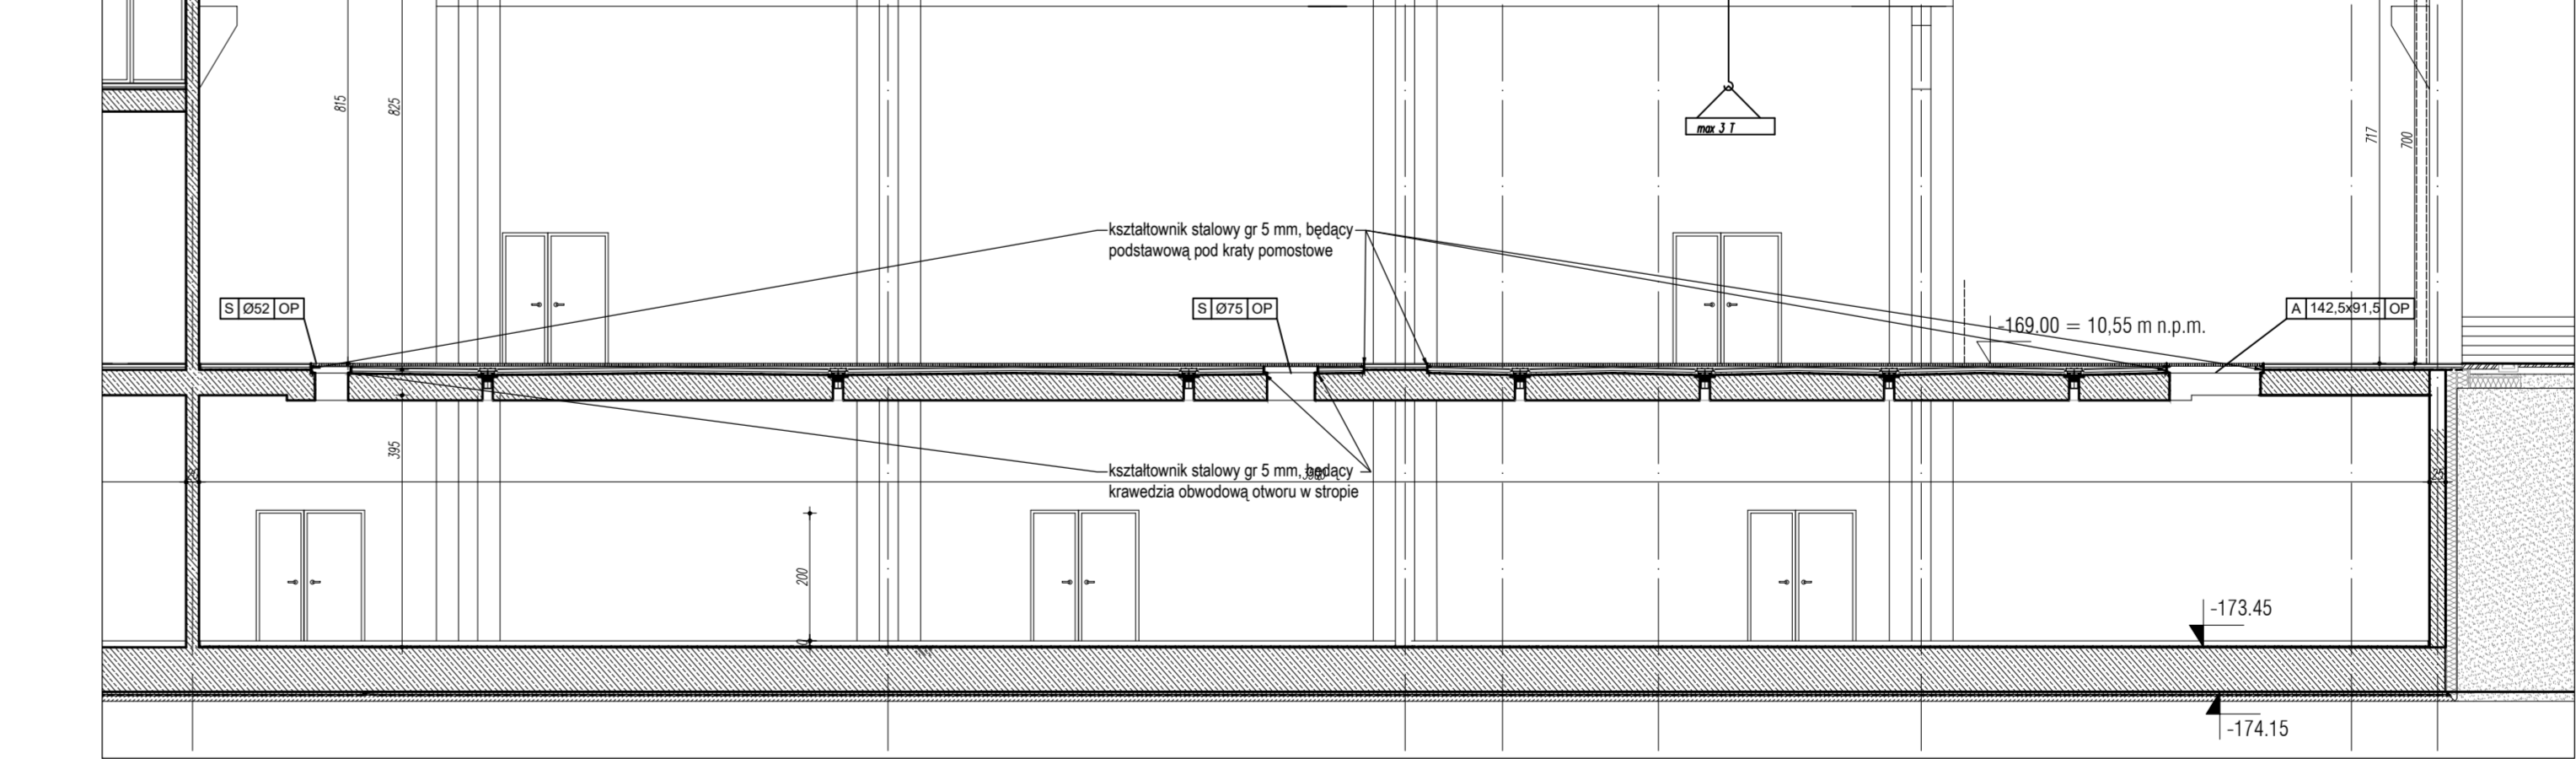 815
825
717
700
max 3 T
kształtownik stalowy gr 5 mm, będący
podstawową pod kraty pomostowe
S Ø52 OP
S Ø75 OP
A 142,5x91,5 OP
-169.00 = 10,55 m n.p.m.
395
kształtownik stalowy gr 5 mm, będący
krawedzia obwodową otworu w stropie
25
200
-173.45
-174.15